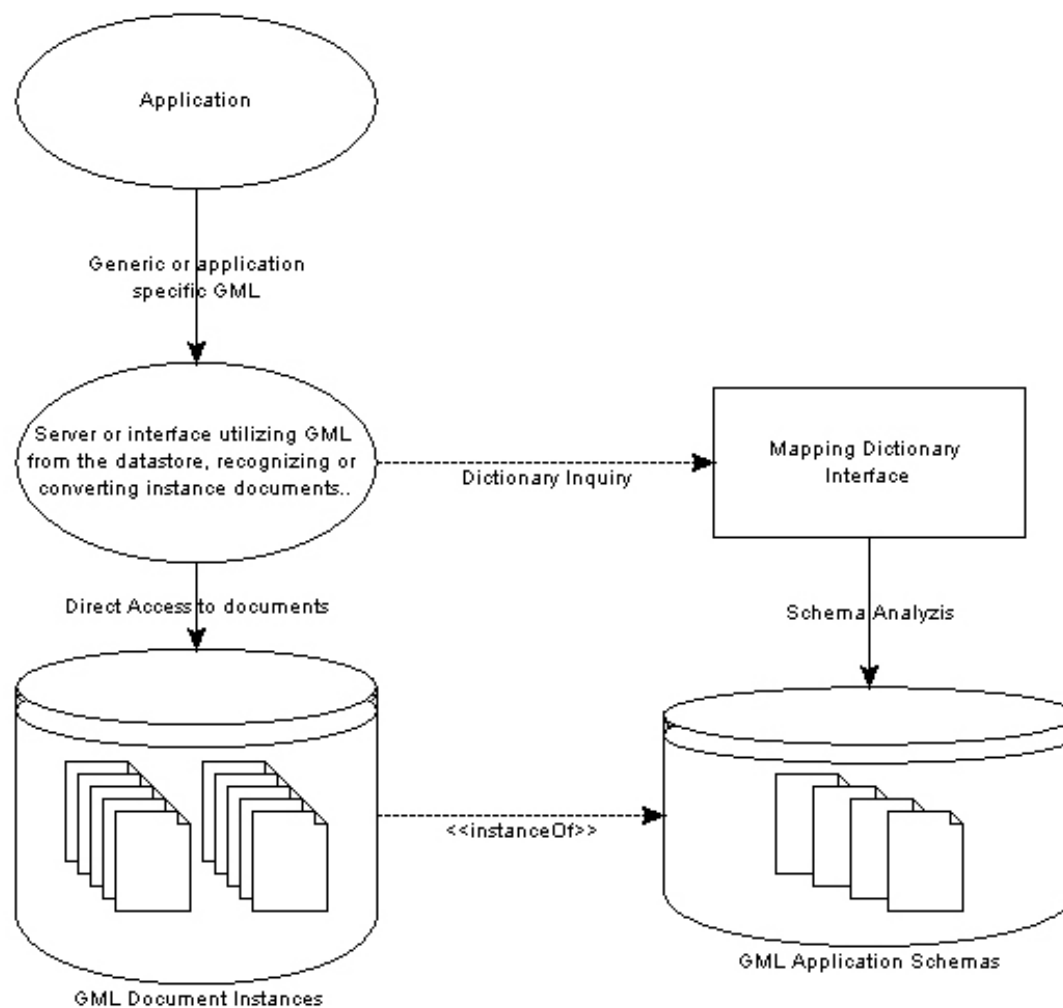 Application
Generic or application
specific GML
Server or interface utilizing GML
from the datastore, recognizing or
converting instance documents..
Dictionary Inquiry
Mapping Dictionary
Interface
Direct Access to documents
Schema Analyzis
<<instanceOf>>
GML Application Schemas
GML Document Instances